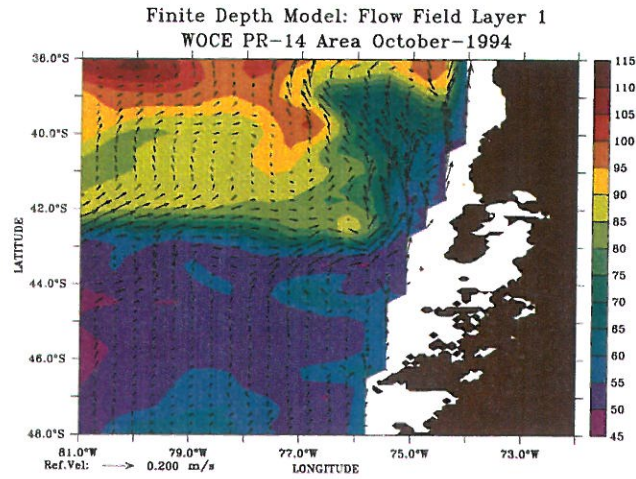 Finite Depth Model: Flow Field Layer 1
WOCE PR-14 Area October-1994
38.0°S
40.0°S
42.0°S
44.0°S
46.0°S
48.0°S
LATITUDE
81.0°W
79.0°W
77.0°W
75.0°W
73.0°W
LONGITUDE
Ref.Vel: 0.200 m/s
115
110
105
100
95
90
85
80
75
70
65
60
55
50
45